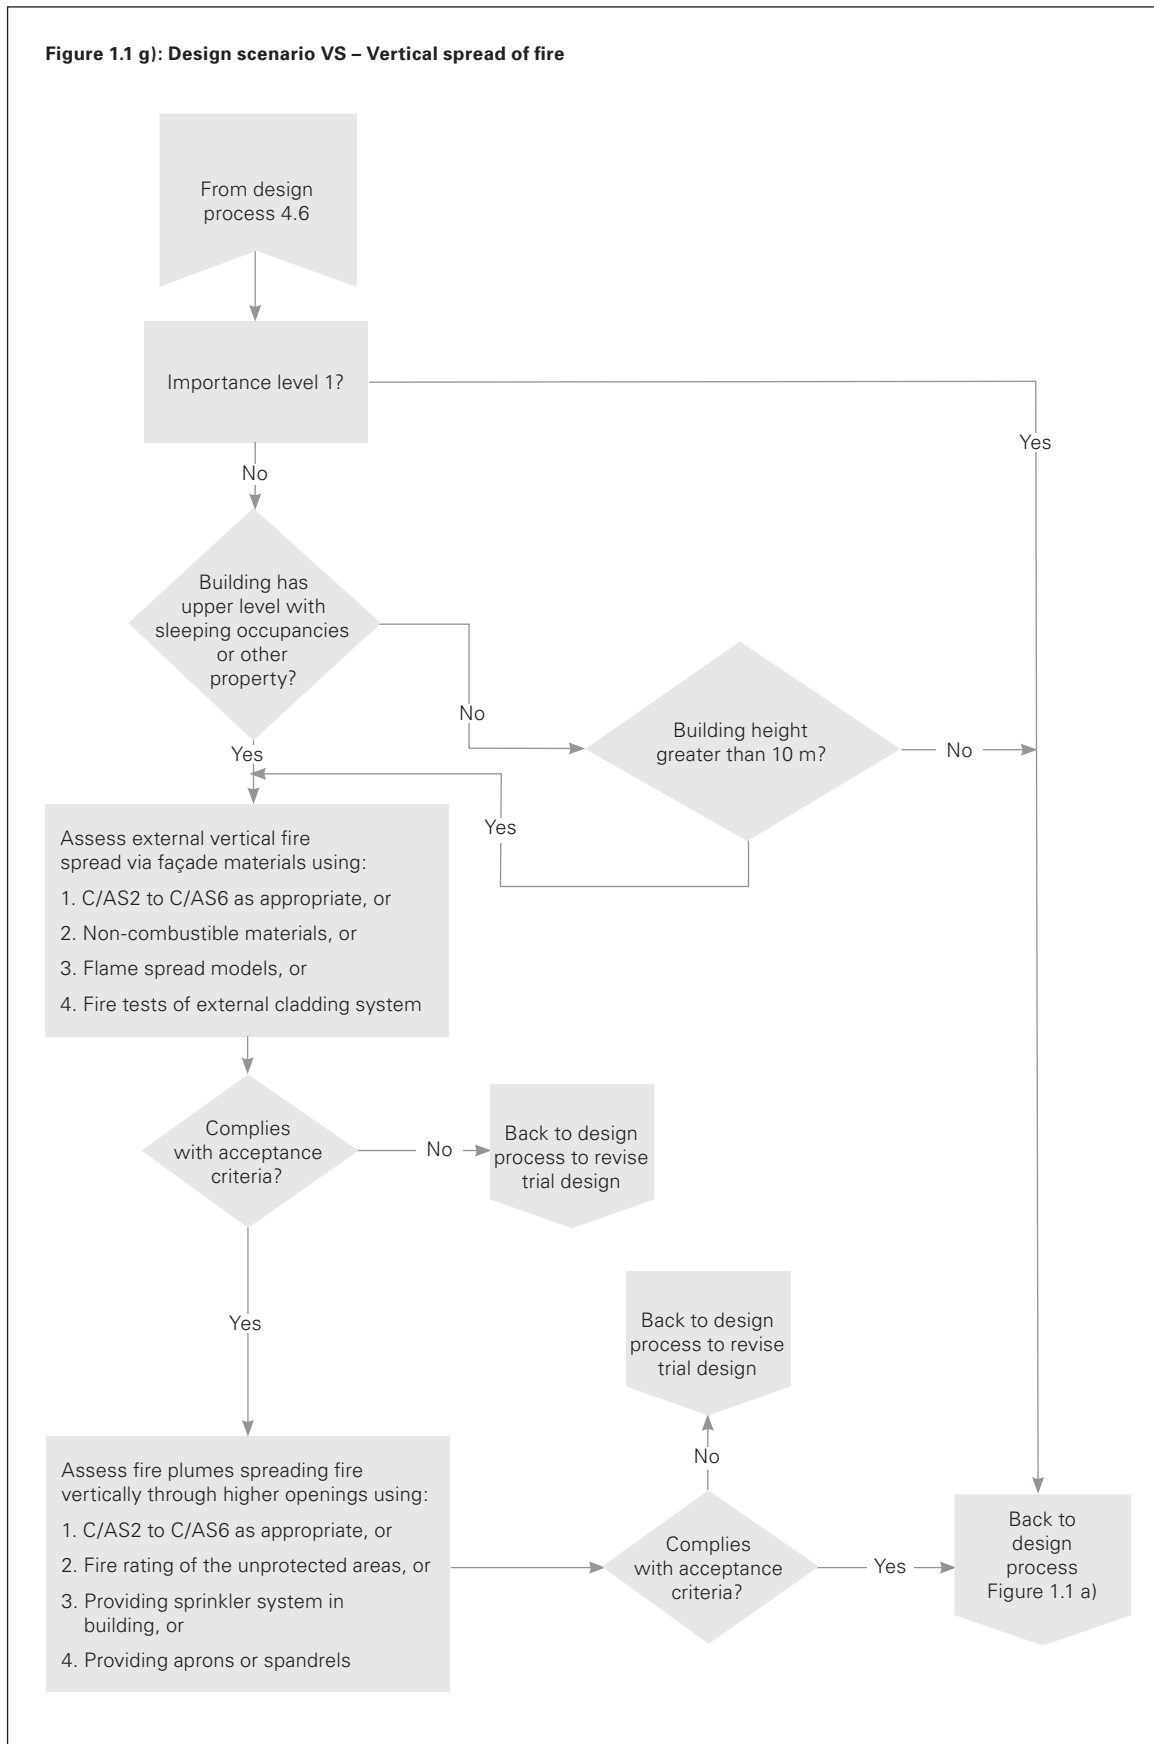 Figure 1.1 g): Design scenario VS – Vertical spread of fire
From design
process 4.6
Importance level 1?
Yes
No
Building has
upper level with
sleeping occupancies
or other
property?
No
Building height
greater than 10 m?
No
Yes
Yes
Assess external vertical fire
spread via façade materials using:
1. C/AS2 to C/AS6 as appropriate, or
2. Non-combustible materials, or
3. Flame spread models, or
4. Fire tests of external cladding system
Complies
with acceptance
criteria?
No
Back to design
process to revise
trial design
Yes
Back to design
process to revise
trial design
No
Assess fire plumes spreading fire
vertically through higher openings using:
1. C/AS2 to C/AS6 as appropriate, or
2. Fire rating of the unprotected areas, or
3. Providing sprinkler system in
building, or
4. Providing aprons or spandrels
Complies
with acceptance
criteria?
Yes
Back to
design
process
Figure 1.1 a)